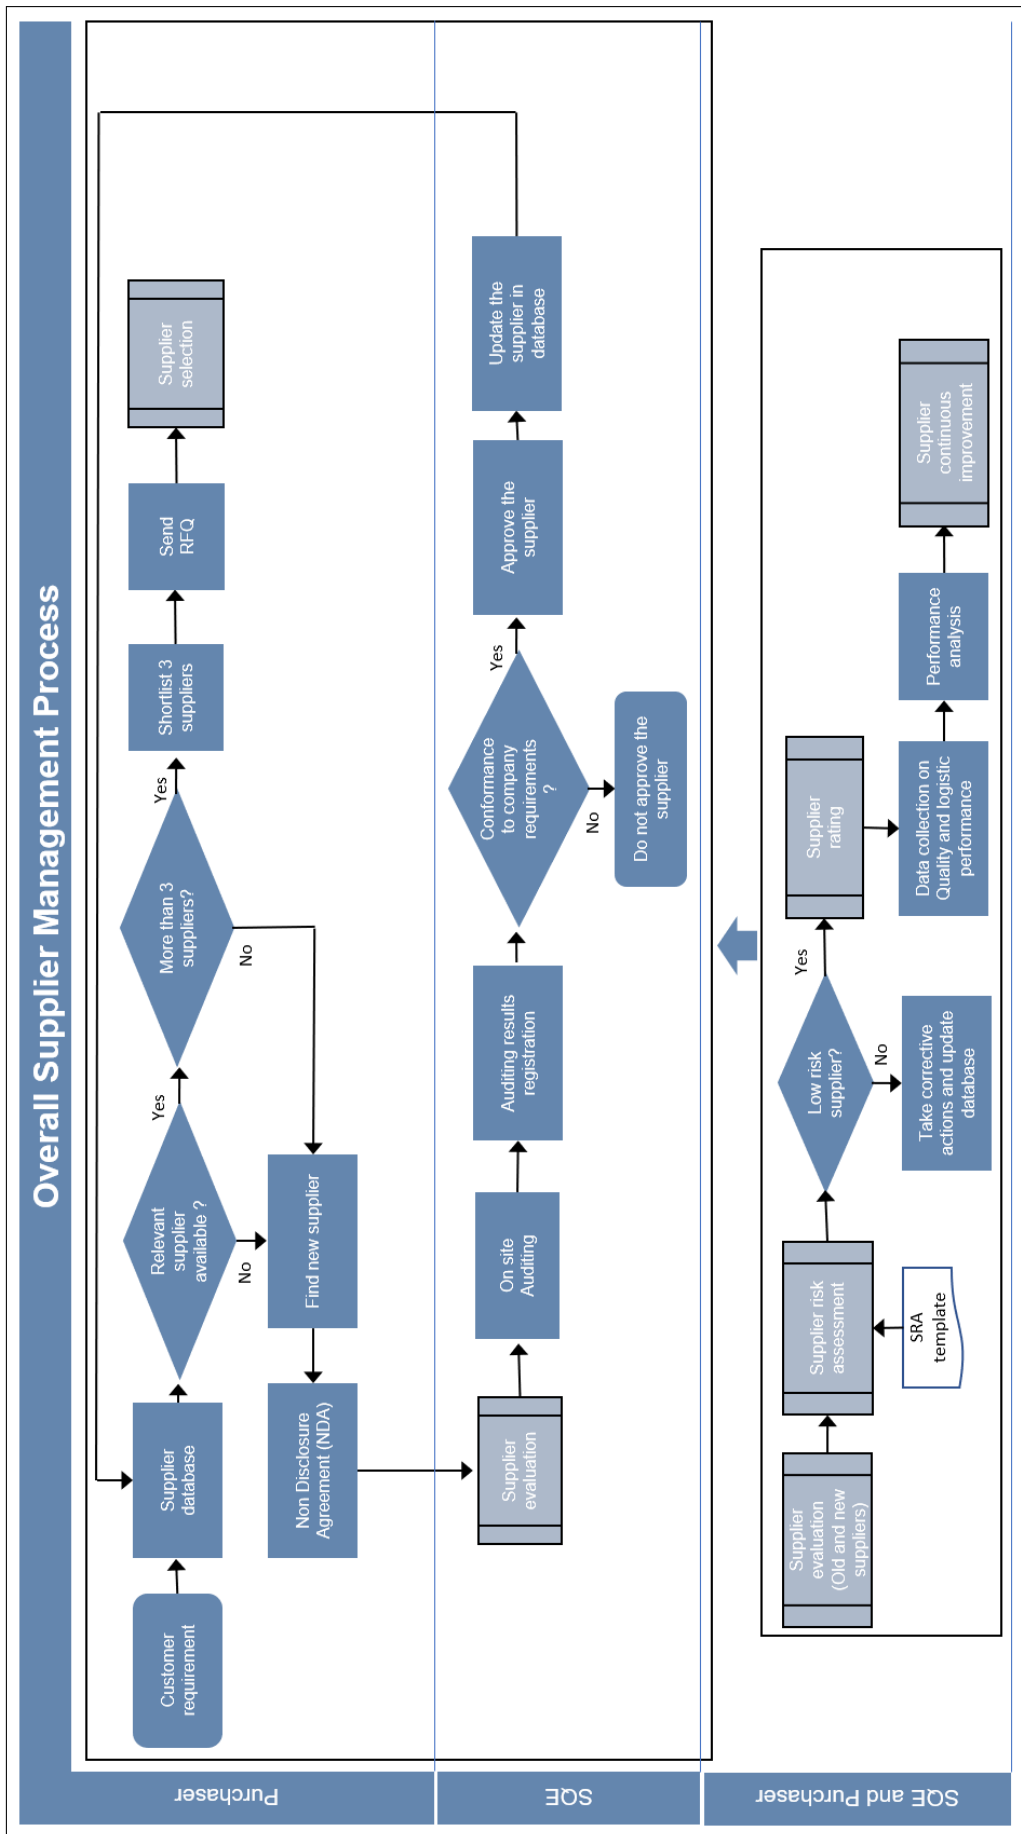 Overall Supplier Management Process
Purchaser
Customer
requirement
Supplier
database
Relevant
supplier
available ?
Yes
No
More than 3
suppliers?
Yes
No
Shortlist 3
suppliers
Send
RFQ
Supplier
selection
Find new supplier
Non Disclosure
Agreement (NDA)
SQE
Supplier
evaluation
On site
Auditing
Auditing results
registration
Conformance
to company
requirements
?
Yes
No
Do not approve the
supplier
Approve the
supplier
Update the
supplier in
database
SQE and Purchaser
Supplier
evaluation
(Old and new
suppliers)
Supplier risk
assessment
SRA
template
Low risk
supplier?
Yes
No
Take corrective
actions and update
database
Supplier
rating
Data collection on
Quality and logistic
performance
Performance
analysis
Supplier
continuous
improvement